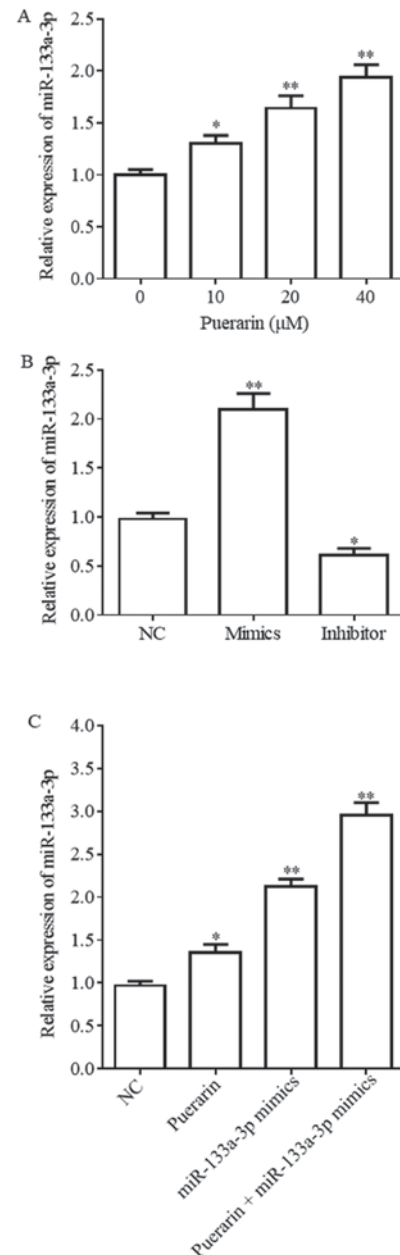 A
Relative expression of miR-133a-3p
2.5
2.0
1.5
1.0
0.5
0.0
*
**
**
0 10 20 40
Puerarin (μM)
B
Relative expression of miR-133a-3p
2.5
2.0
1.5
1.0
0.5
0.0
**
*
NC Mimics Inhibitor
C
Relative expression of miR-133a-3p
4.0
3.5
3.0
2.5
2.0
1.5
1.0
0.5
0.0
*
**
**
NC
Puerarin
miR-133a-3p mimics
Puerarin + miR-133a-3p mimics